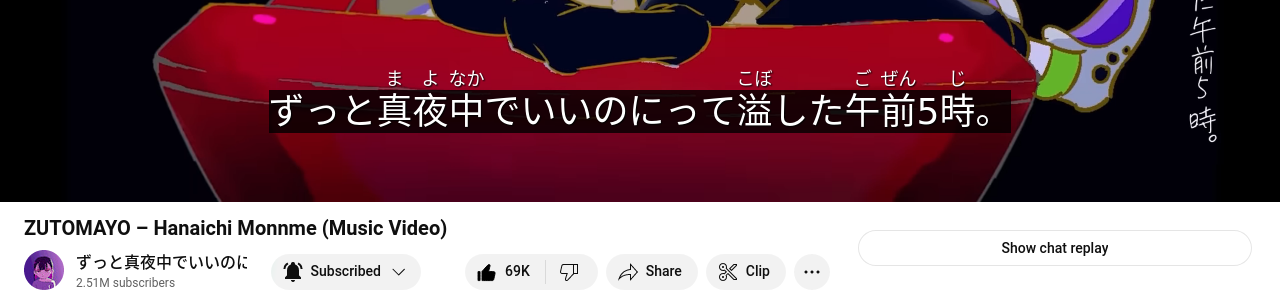 た午前5時。
ま よ なか こぼ ご ぜん じ
ずっと真夜中でいいのにって溢した午前5時。
ZUTOMAYO – Hanaichi Monnme (Music Video)
ずっと真夜中でいいのに
2.51M subscribers
Subscribed
69K
Share
Clip
Show chat replay